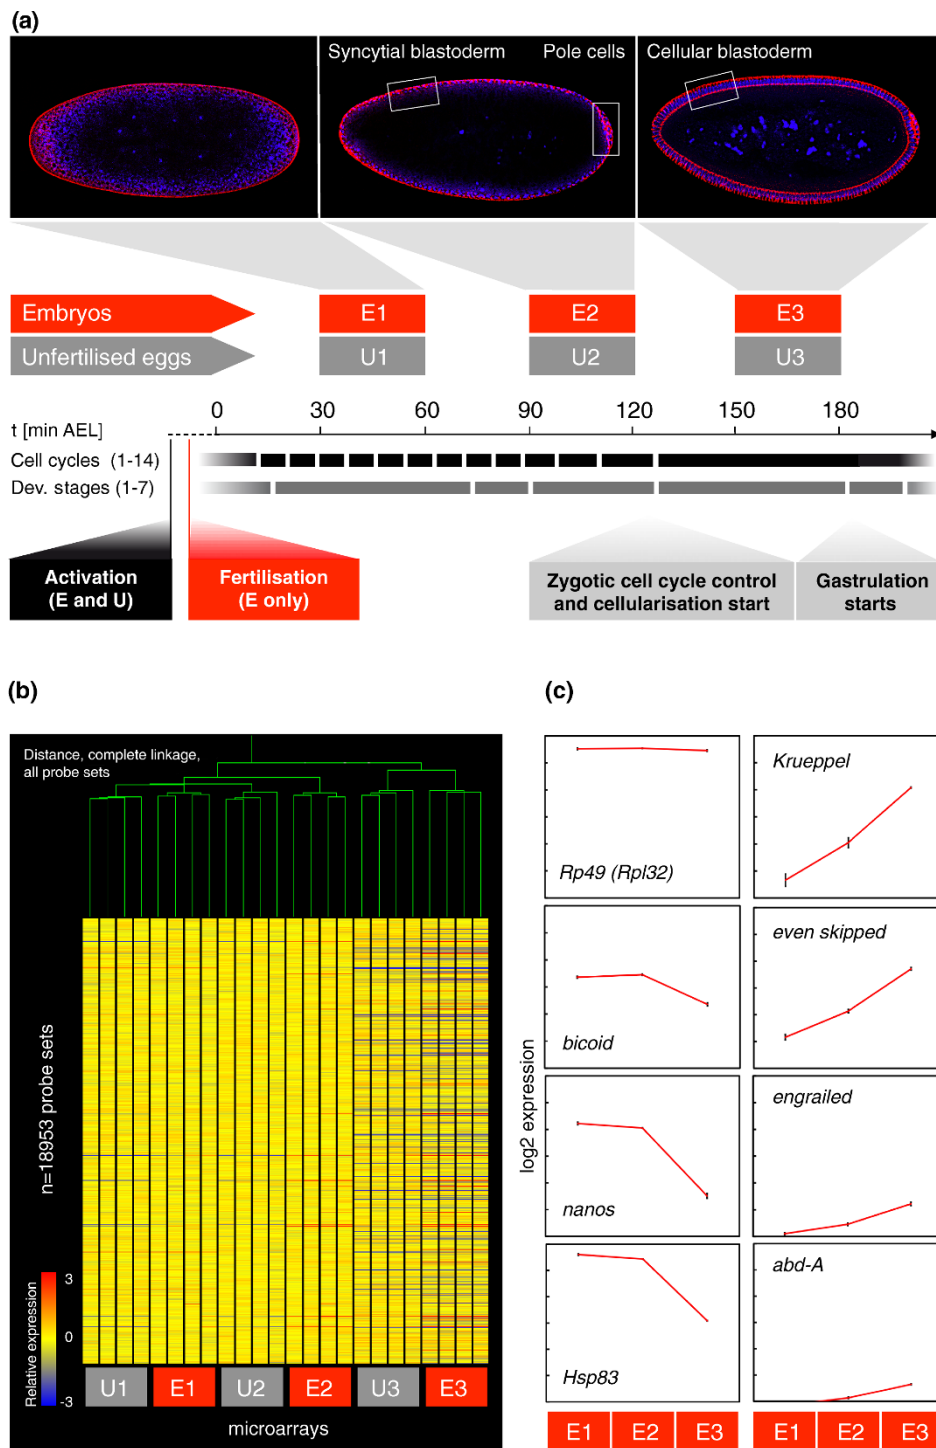 (a)
Syncytial blastoderm Pole cells Cellular blastoderm
Embryos E1 E2 E3
Unfertilised eggs U1 U2 U3
0 30 60 90 120 150 180
t [min AEL]
Cell cycles (1-14)
Dev. stages (1-7)
Activation
(E and U)
Fertilisation
(E only)
Zygotic cell cycle control
and cellularisation start
Gastrulation
starts
(b)
Distance, complete linkage,
all probe sets
n=18953 probe sets
Relative expression
3
0
-3
U1 E1 U2 E2 U3 E3
microarrays
(c)
log2 expression
Rp49 (Rpl32)
Krueppel
bicoid
even skipped
nanos
engrailed
Hsp83
abd-A
E1 E2 E3 E1 E2 E3